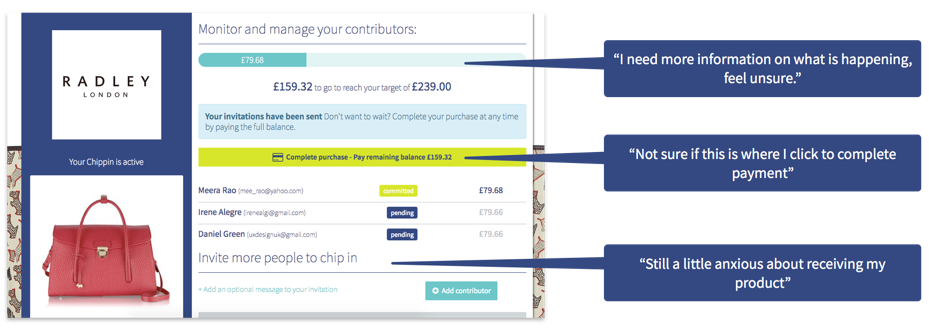 RADLEY
LONDON
Your Chippin is active
Monitor and manage your contributors:
£79.68
£159.32 to go to reach your target of £239.00
Your invitations have been sent Don't want to wait? Complete your purchase at any time
by paying the full balance.
Complete purchase - Pay remaining balance £159.32
Meera Rao (mee_rao@yahoo.com) committed £79.68
Irene Alegre (irenealgi@gmail.com) pending £79.66
Daniel Green (uxdesignuk@gmail.com) pending £79.66
Invite more people to chip in
+ Add an optional message to your Invitation
Add contributor
“I need more information on what is happening,
feel unsure.”
“Not sure if this is where I click to complete
payment”
“Still a little anxious about receiving my
product”